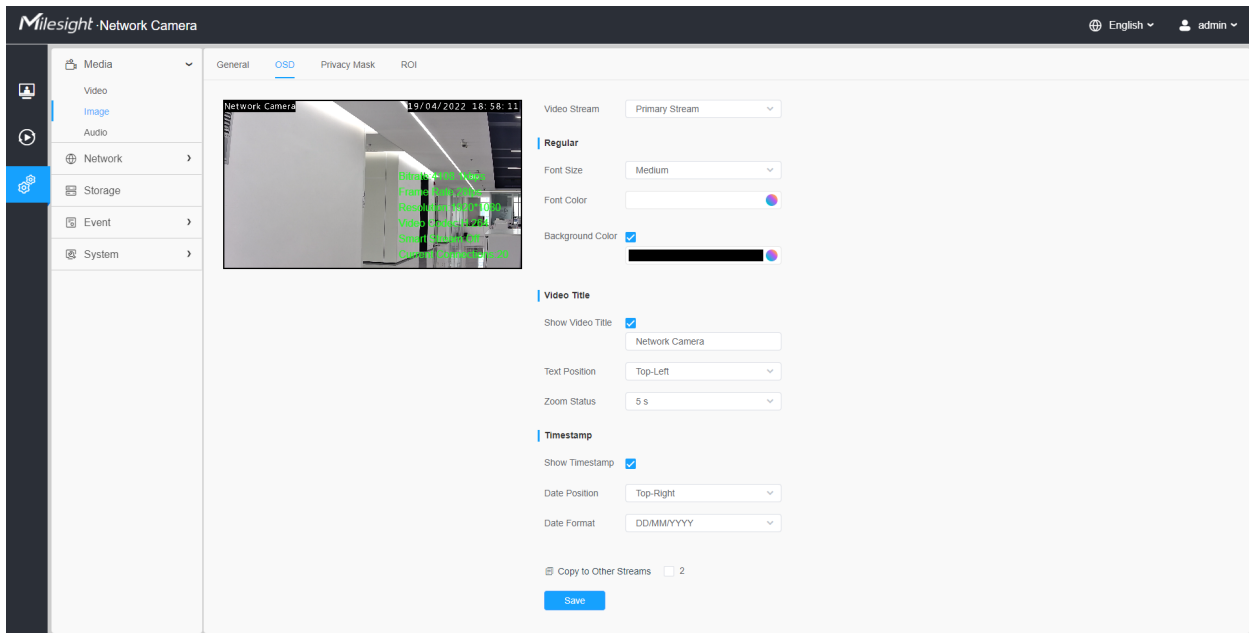 Milesight · Network Camera
English
admin
Media
Video
Image
Audio
Network
Storage
Event
System
General OSD Privacy Mask ROI
Network Camera 19/04/2022 18:58:11
Video Stream Primary Stream
Regular
Font Size Medium
Font Color
Background Color
Video Title
Show Video Title
Network Camera
Text Position Top-Left
Zoom Status 5 s
Timestamp
Show Timestamp
Date Position Top-Right
Date Format DD/MM/YYYY
Copy to Other Streams 2
Save